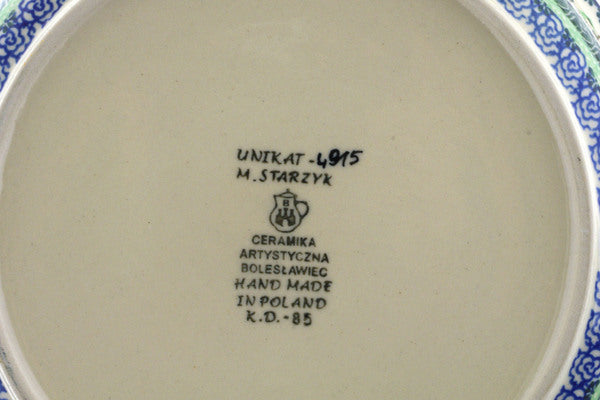 UNIKAT-4915
M.STARZYK
B
CERAMIKA
ARTYSTYCZNA
BOLESŁAWIEC
HAND MADE
IN POLAND
K.D.-85